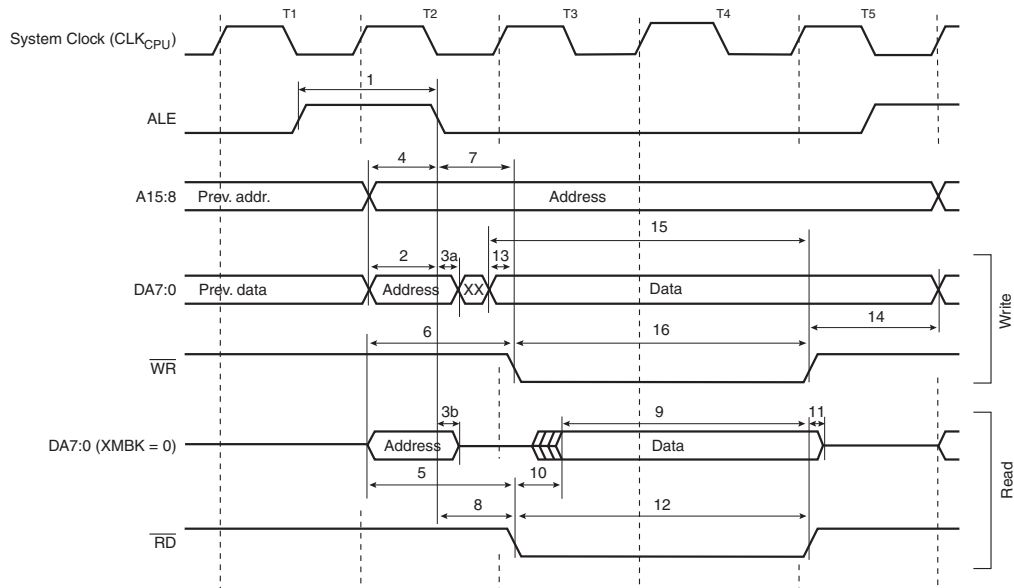 T1 T2 T3 T4 T5
System Clock (CLKCPU)
1
ALE
4 7
A15:8 Prev. addr. Address
15
2 3a 13
DA7:0 Prev. data Address XX Data
14
6 16
WR
Write
3b 9 11
DA7:0 (XMBK = 0) Address Data
5 10
8 12
RD
Read